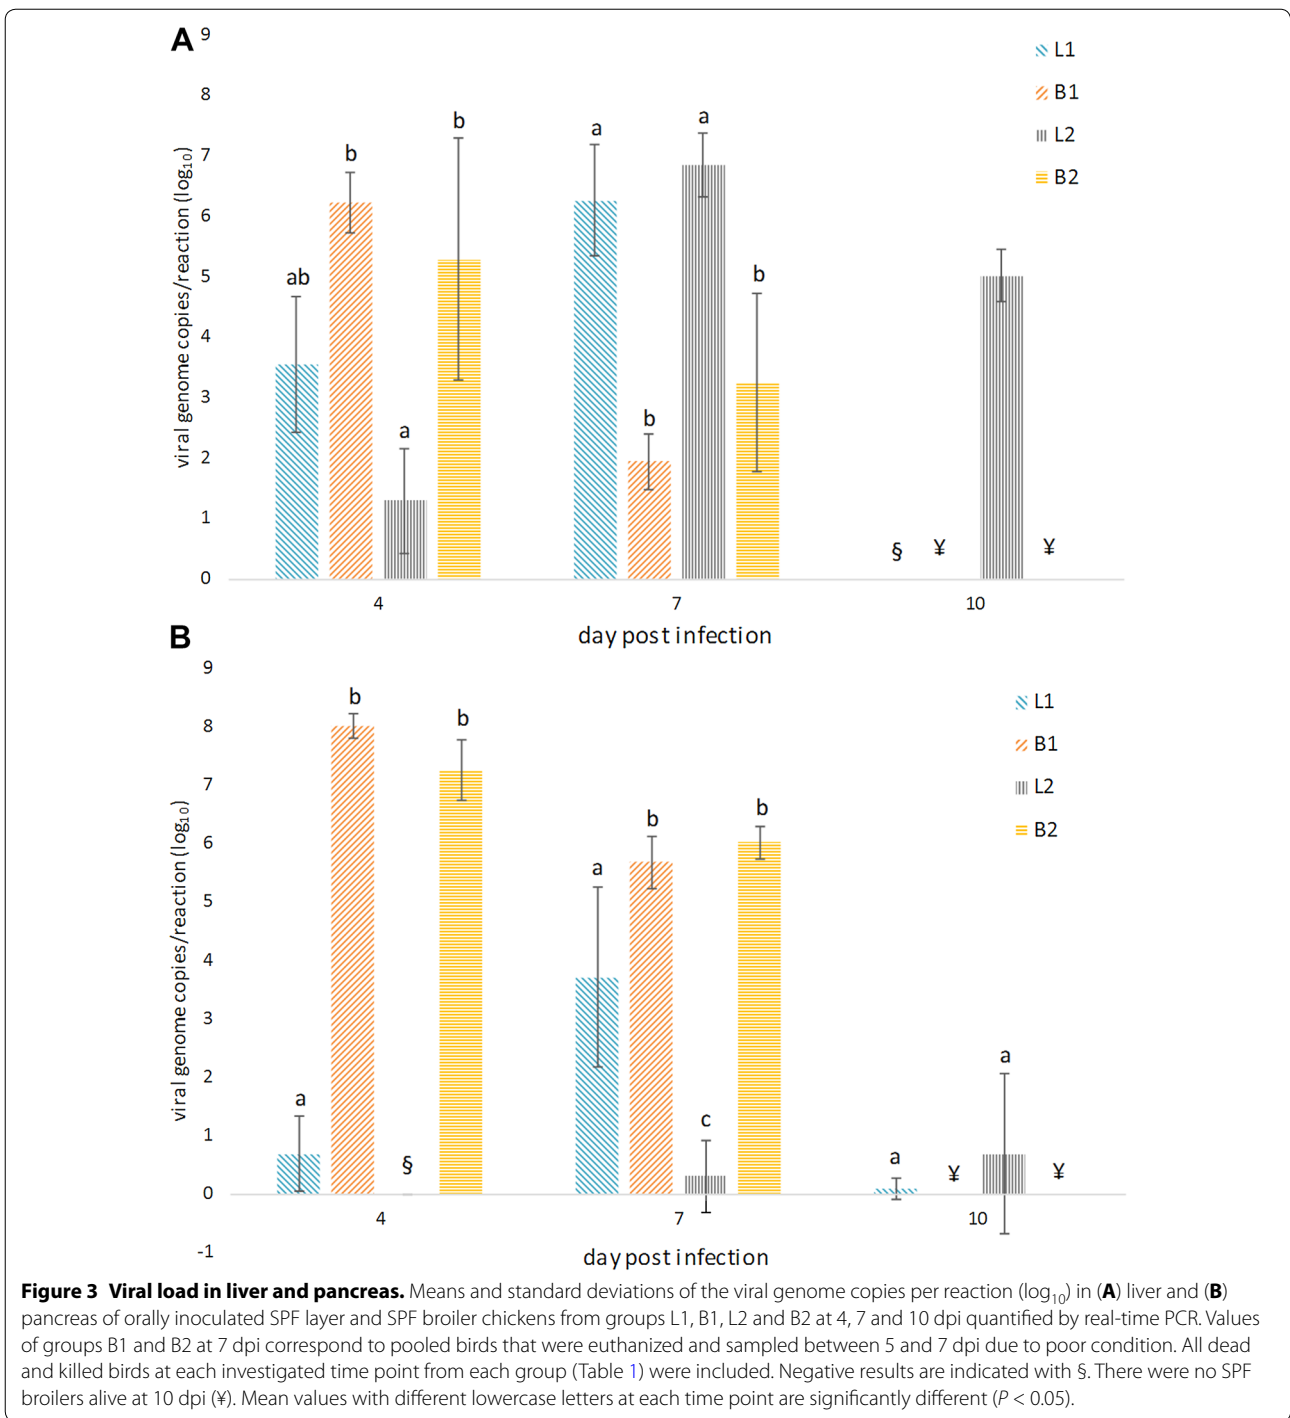 A
9
8
7
6
5
4
3
2
1
0
viral genome copies/reaction (log10)
L1
B1
L2
B2
ab
b
a
b
a
b
a
b
§
¥
¥
4
7
10
day post infection
B
9
8
7
6
5
4
3
2
1
0
-1
viral genome copies/reaction (log10)
L1
B1
L2
B2
a
b
§
b
a
b
c
b
a
¥
a
¥
4
7
10
day post infection
Figure 3 Viral load in liver and pancreas. Means and standard deviations of the viral genome copies per reaction (log10) in (A) liver and (B)
pancreas of orally inoculated SPF layer and SPF broiler chickens from groups L1, B1, L2 and B2 at 4, 7 and 10 dpi quantified by real-time PCR. Values
of groups B1 and B2 at 7 dpi correspond to pooled birds that were euthanized and sampled between 5 and 7 dpi due to poor condition. All dead
and killed birds at each investigated time point from each group (Table 1) were included. Negative results are indicated with §. There were no SPF
broilers alive at 10 dpi (¥). Mean values with different lowercase letters at each time point are significantly different (P < 0.05).